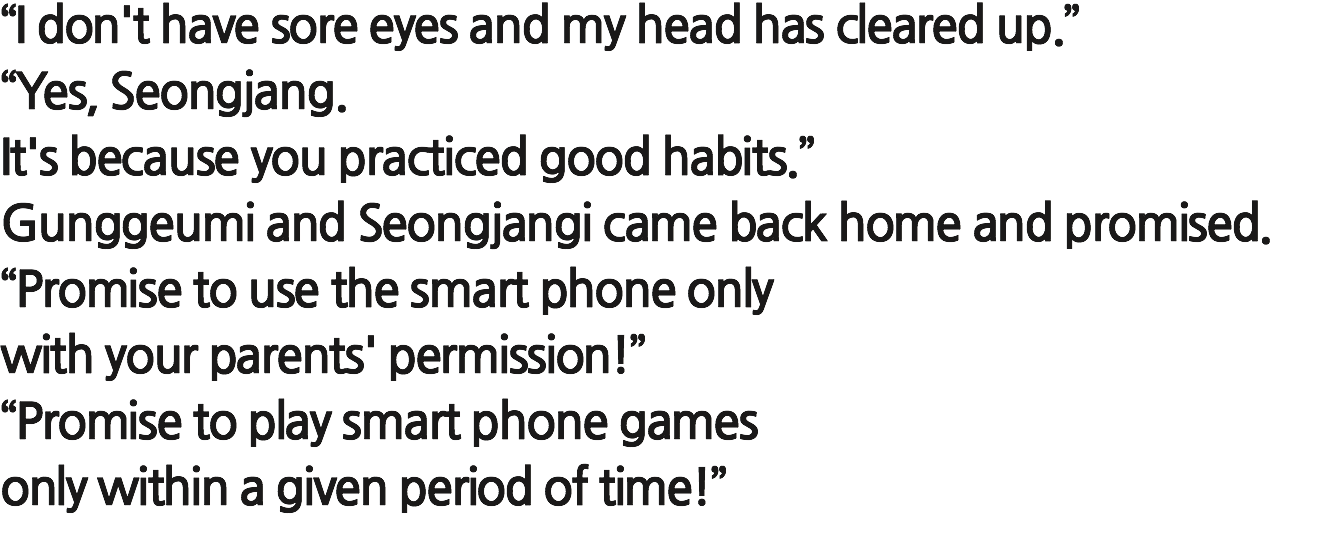 “I don't have sore eyes and my head has cleared up.”
“Yes, Seongjang.
It's because you practiced good habits.”
Gunggeumi and Seongjangi came back home and promised.
“Promise to use the smart phone only
with your parents' permission!”
“Promise to play smart phone games
only within a given period of time!”